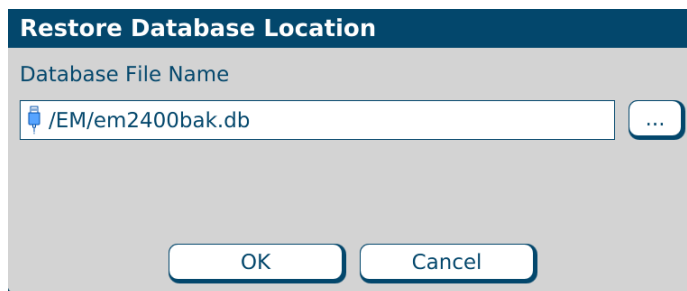 Restore Database Location
Database File Name
/EM/em2400bak.db
...
OK
Cancel